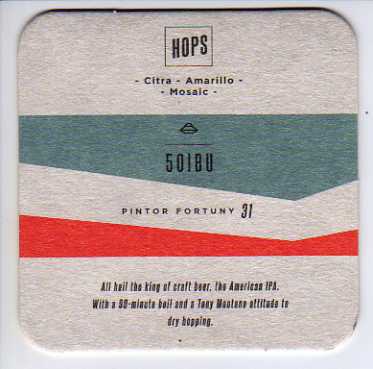 HOPS
- Citra - Amarillo -
- Mosaic -
50IBU
PINTOR FORTUNY 31
All hail the king of craft beer, the American IPA.
With a 90-minute boil and a Tony Montana attitude to
dry hopping.